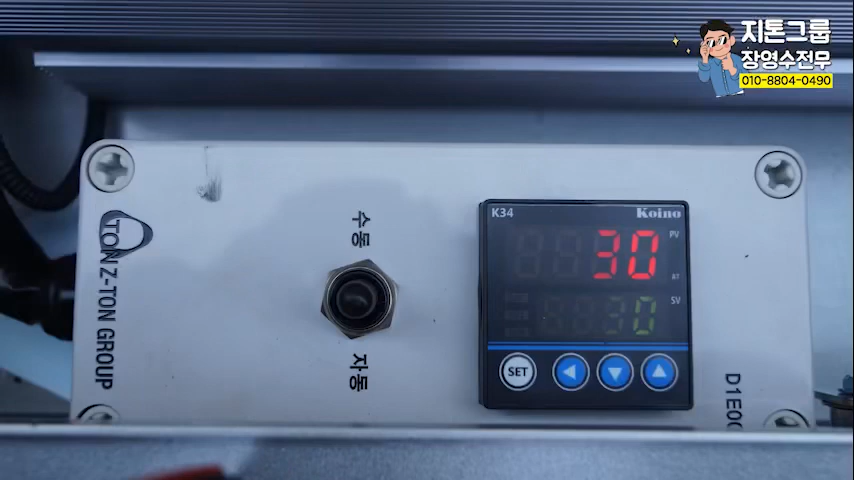 지톤그룹
장영수전무
010-8804-0490
수동
자동
TON Z-TON GROUP
K34
Koino
30
PV
AT
0
SV
SET
D1E0